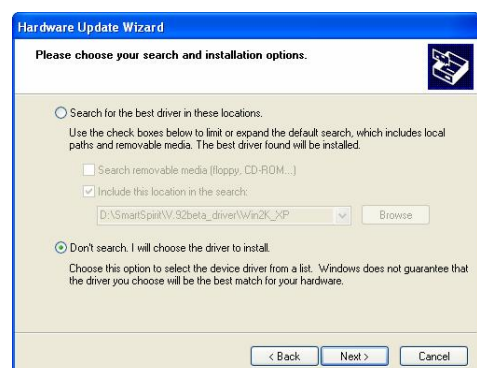 Hardware Update Wizard
Please choose your search and installation options.
Search for the best driver in these locations.
Use the check boxes below to limit or expand the default search, which includes local
paths and removable media. The best driver found will be installed.
Search removable media (floppy, CD-ROM...)
Include this location in the search:
D:\SmartSpirit\V.92beta_driver\Win2K_XP
Browse
Don't search. I will choose the driver to install.
Choose this option to select the device driver from a list. Windows does not guarantee that
the driver you choose will be the best match for your hardware.
< Back
Next >
Cancel